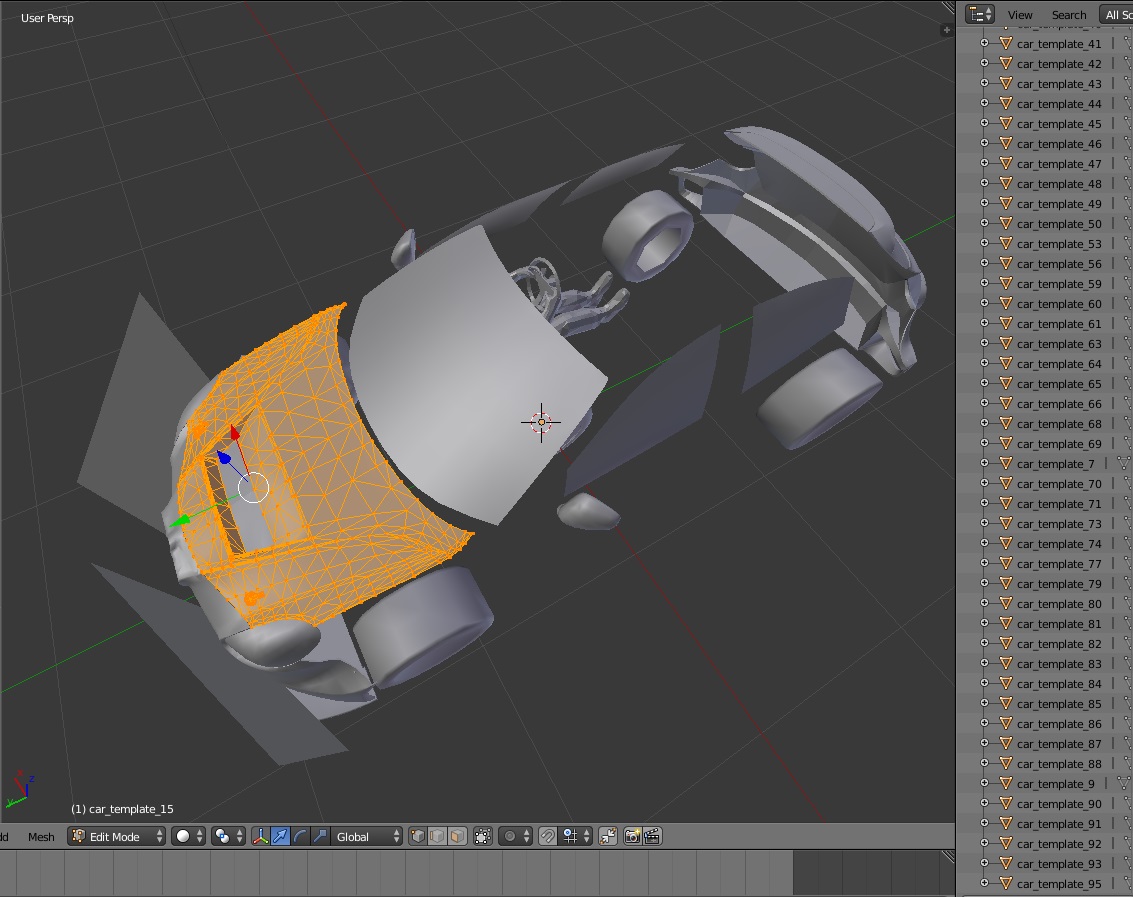 User Persp
View Search All Sc
car_template_41
car_template_42
car_template_43
car_template_44
car_template_45
car_template_46
car_template_47
car_template_48
car_template_49
car_template_50
car_template_53
car_template_56
car_template_59
car_template_60
car_template_61
car_template_63
car_template_64
car_template_65
car_template_66
car_template_68
car_template_69
car_template_7
car_template_70
car_template_71
car_template_73
car_template_74
car_template_77
car_template_79
car_template_80
car_template_81
car_template_82
car_template_83
car_template_84
car_template_85
car_template_86
car_template_87
car_template_88
car_template_9
car_template_90
car_template_91
car_template_92
car_template_93
car_template_95
z
y
(1) car_template_15
dd Mesh Edit Mode Global